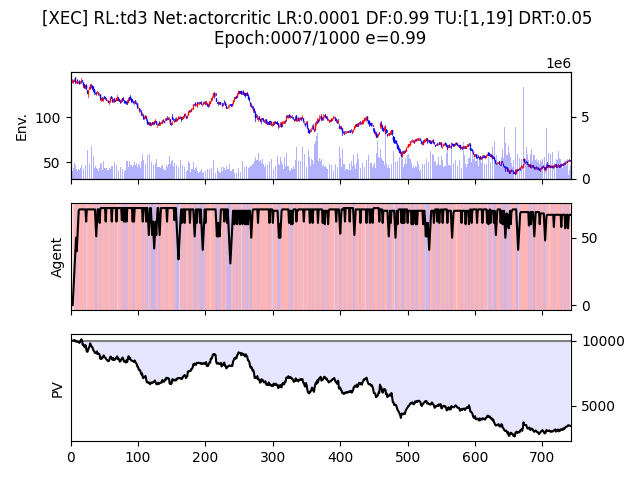 [XEC] RL:td3 Net:actorcritic LR:0.0001 DF:0.99 TU:[1,19] DRT:0.05
Epoch:0007/1000 e=0.99
1e6
Env.
100
50
5
0
Agent
50
0
PV
10000
5000
0 100 200 300 400 500 600 700